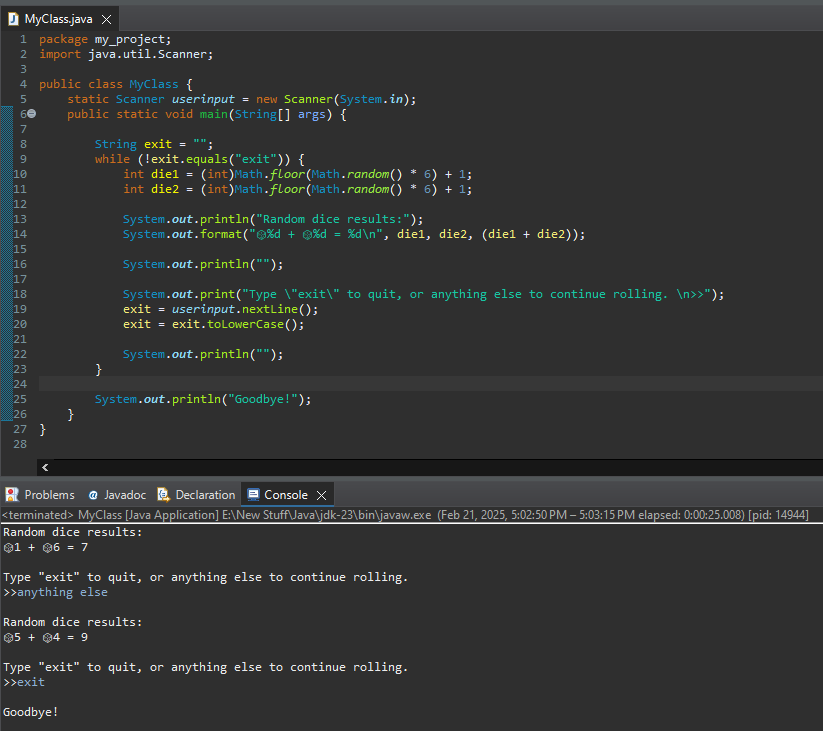 MyClass.java
1 package my_project;
2 import java.util.Scanner;
3
4 public class MyClass {
5     static Scanner userinput = new Scanner(System.in);
6     public static void main(String[] args) {
7
8         String exit = "";
9         while (!exit.equals("exit")) {
10             int die1 = (int)Math.floor(Math.random() * 6) + 1;
11             int die2 = (int)Math.floor(Math.random() * 6) + 1;
12
13             System.out.println("Random dice results:");
14             System.out.format("🎲%d + 🎲%d = %d\n", die1, die2, (die1 + die2));
15
16             System.out.println("");
17
18             System.out.print("Type \"exit\" to quit, or anything else to continue rolling. \n>>");
19             exit = userinput.nextLine();
20             exit = exit.toLowerCase();
21
22             System.out.println("");
23         }
24
25         System.out.println("Goodbye!");
26     }
27 }
28
Problems Javadoc Declaration Console
<terminated> MyClass [Java Application] E:\New Stuff\Java\jdk-23\bin\javaw.exe (Feb 21, 2025, 5:02:50 PM – 5:03:15 PM elapsed: 0:00:25.008) [pid: 14944]
Random dice results:
🎲1 + 🎲6 = 7
Type "exit" to quit, or anything else to continue rolling.
>>anything else
Random dice results:
🎲5 + 🎲4 = 9
Type "exit" to quit, or anything else to continue rolling.
>>exit
Goodbye!